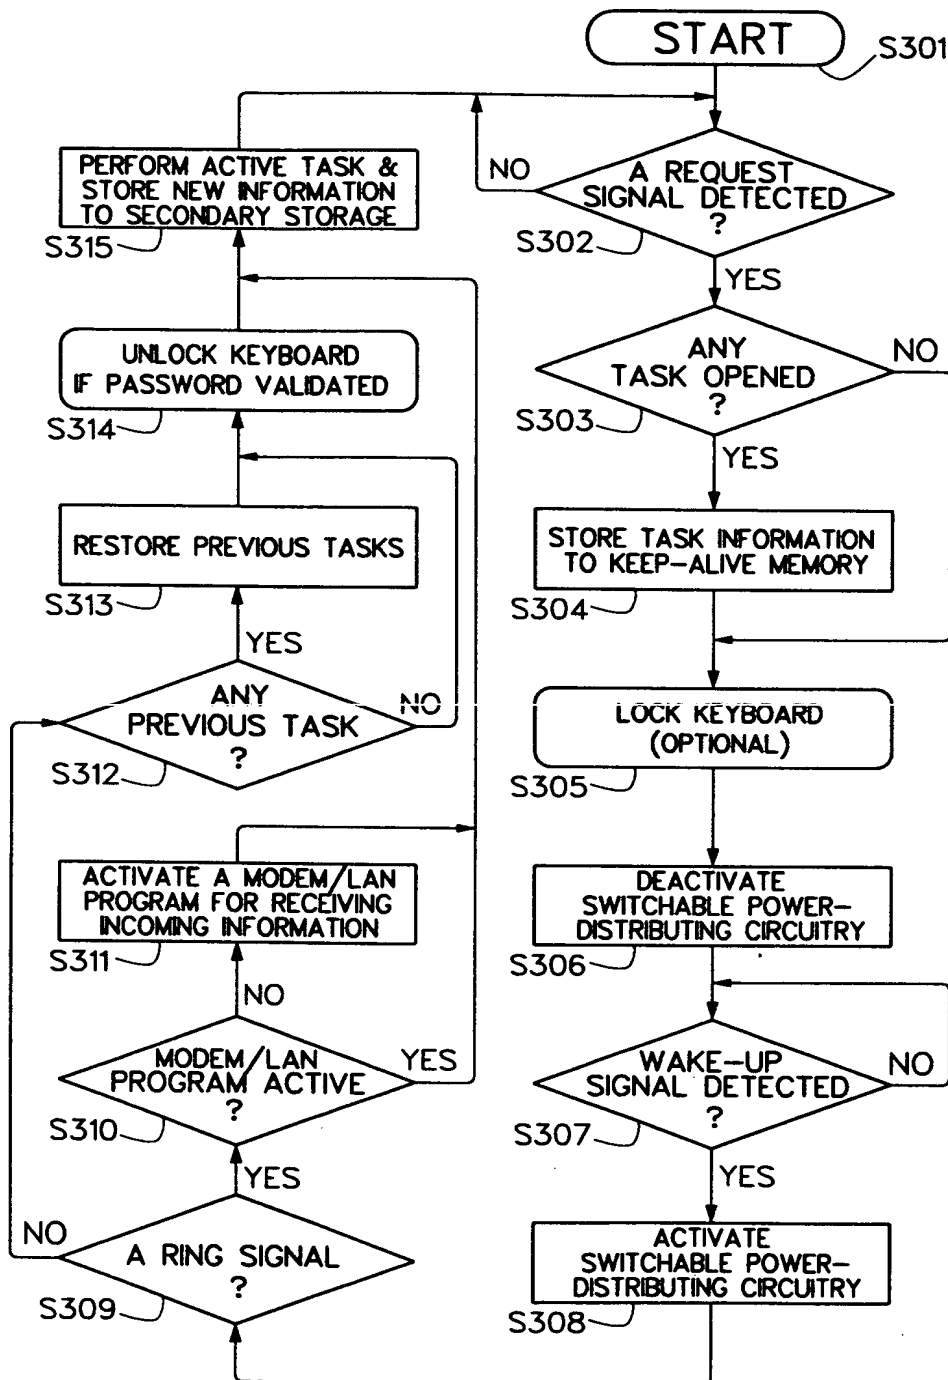 START
S301
A REQUEST
SIGNAL DETECTED
?
NO
S302
YES
ANY
TASK OPENED
?
NO
S303
YES
STORE TASK INFORMATION
TO KEEP-ALIVE MEMORY
S304
LOCK KEYBOARD
(OPTIONAL)
S305
DEACTIVATE
SWITCHABLE POWER-
DISTRIBUTING CIRCUITRY
S306
WAKE-UP
SIGNAL DETECTED
?
NO
S307
YES
ACTIVATE
SWITCHABLE POWER-
DISTRIBUTING CIRCUITRY
S308
A RING SIGNAL
?
NO
S309
YES
MODEM/LAN
PROGRAM ACTIVE
?
YES
S310
NO
ACTIVATE A MODEM/LAN
PROGRAM FOR RECEIVING
INCOMING INFORMATION
S311
ANY
PREVIOUS TASK
?
NO
S312
YES
RESTORE PREVIOUS TASKS
S313
UNLOCK KEYBOARD
IF PASSWORD VALIDATED
S314
PERFORM ACTIVE TASK &
STORE NEW INFORMATION
TO SECONDARY STORAGE
S315